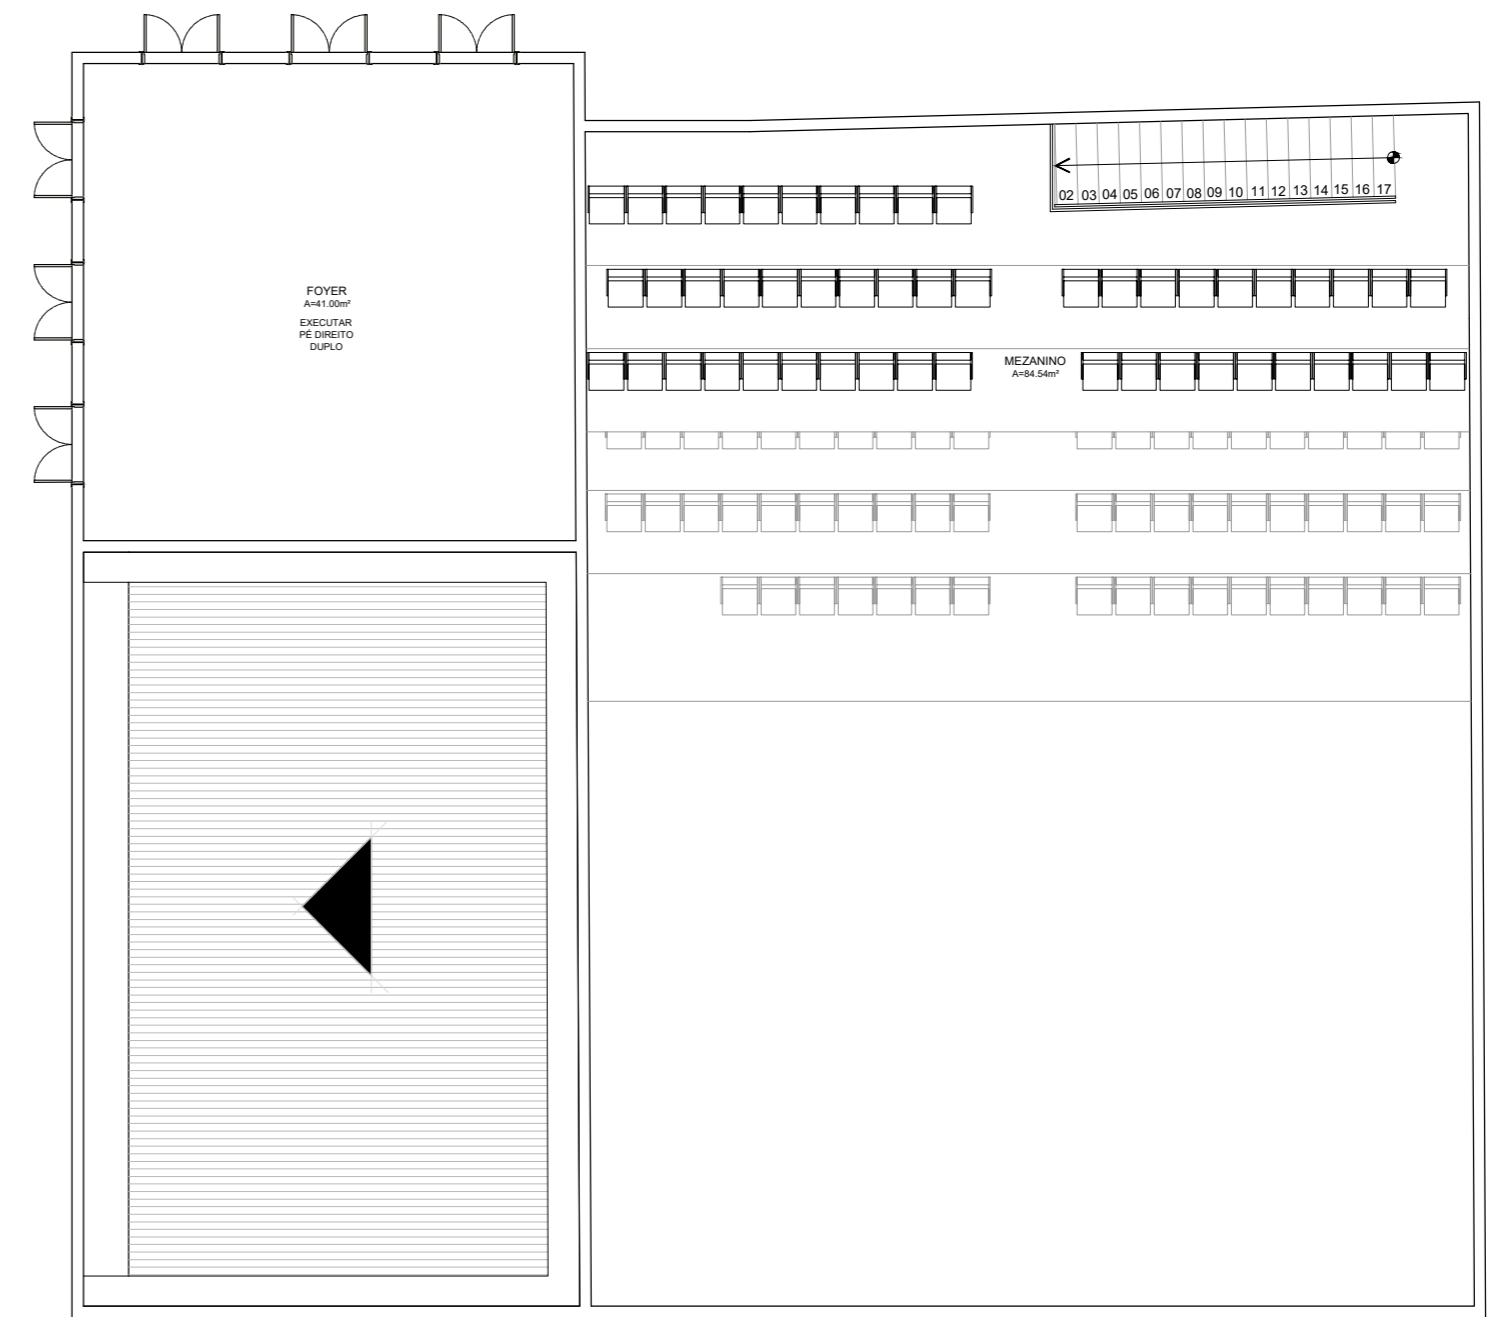 02 03 04 05 06 07 08 09 10 11 12 13 14 15 16 17
FOYER
A=41.00m²
EXECUTAR
PÉ DIREITO
DUPLO
MEZANINO
A=84.54m²